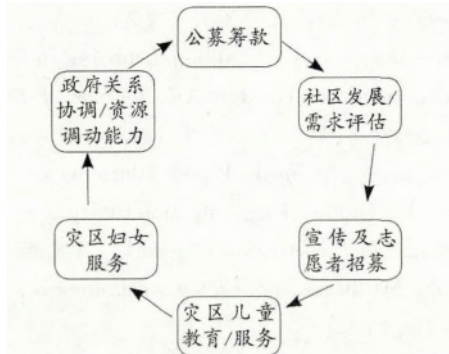 公募筹款
社区发展/
需求评估
宣传及志
愿者招募
灾区儿童
教育/服务
灾区妇女
服务
政府关系
协调/资源
调动能力